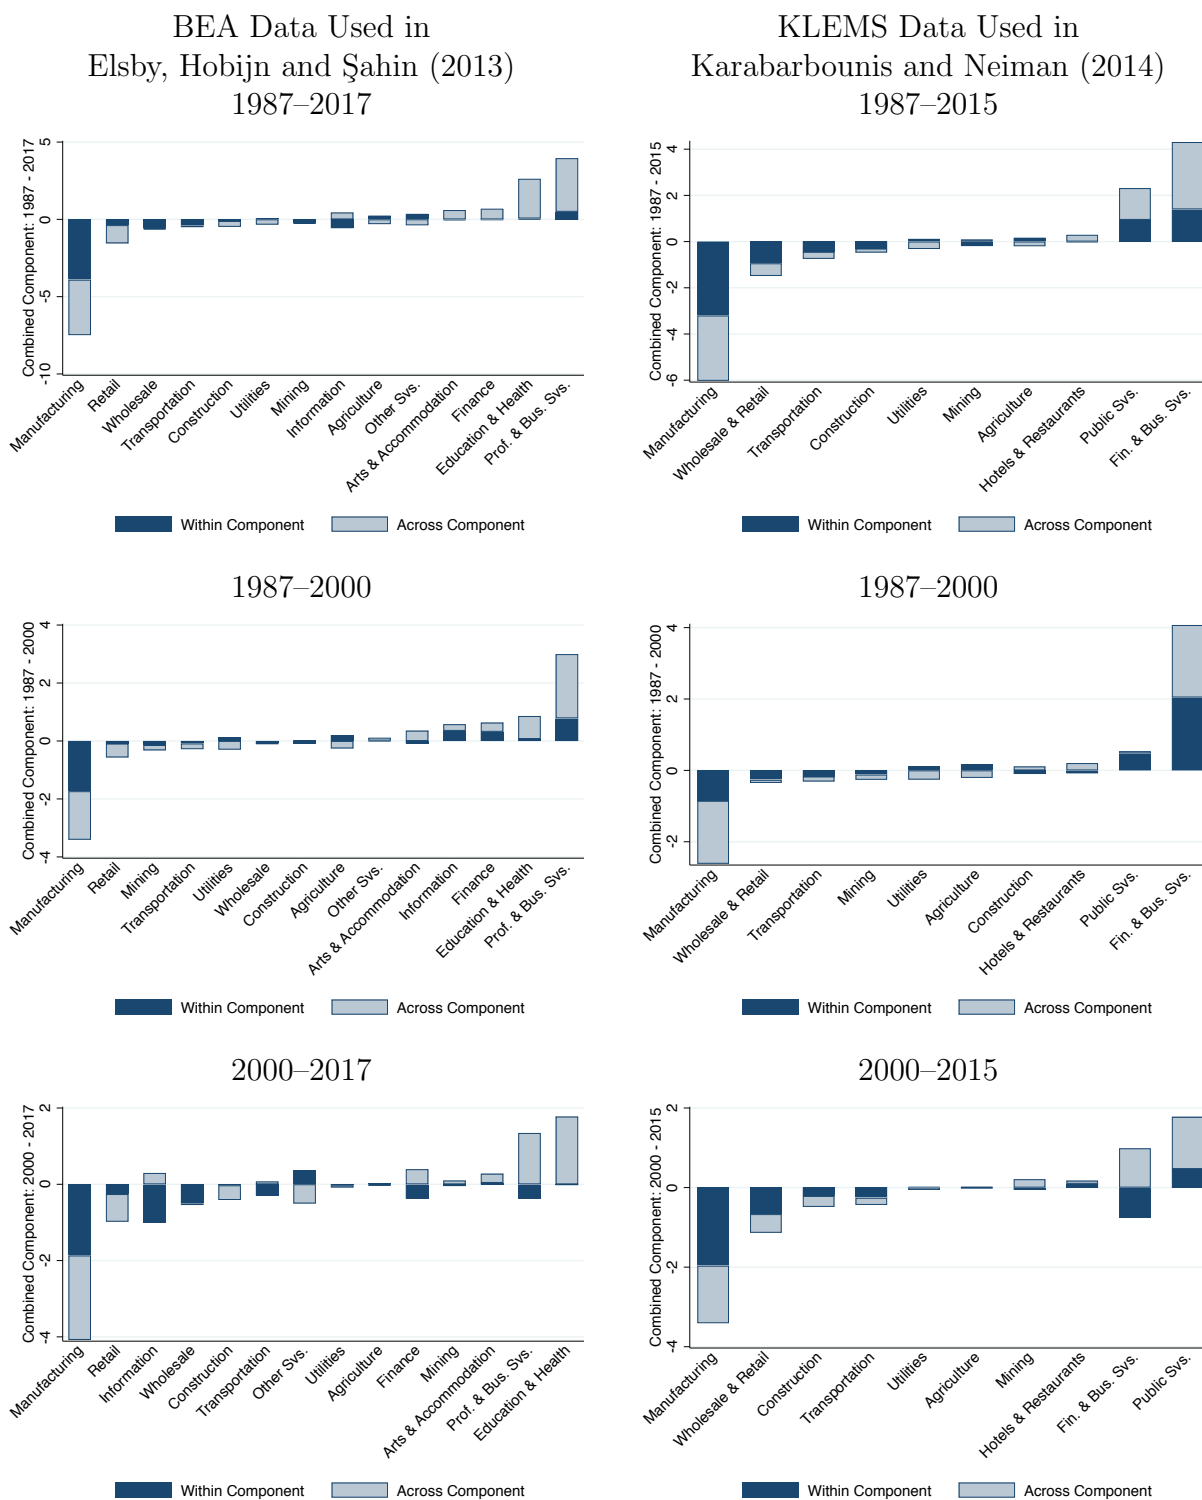 BEA Data Used in
Elsby, Hobijn and Şahin (2013)
1987–2017
Combined Component: 1987 - 2017
5
0
-5
-10
Manufacturing
Retail
Wholesale
Transportation
Construction
Utilities
Mining
Information
Agriculture
Other Svs.
Arts & Accommodation
Finance
Education & Health
Prof. & Bus. Svs.
Within Component
Across Component
KLEMS Data Used in
Karabarbounis and Neiman (2014)
1987–2015
Combined Component: 1987 - 2015
4
2
0
-2
-4
-6
Manufacturing
Wholesale & Retail
Transportation
Construction
Utilities
Mining
Agriculture
Hotels & Restaurants
Public Svs.
Fin. & Bus. Svs.
Within Component
Across Component
1987–2000
Combined Component: 1987 - 2000
4
2
0
-2
-4
Manufacturing
Retail
Mining
Transportation
Utilities
Wholesale
Construction
Agriculture
Other Svs.
Arts & Accommodation
Information
Finance
Education & Health
Prof. & Bus. Svs.
Within Component
Across Component
1987–2000
Combined Component: 1987 - 2000
4
2
0
-2
Manufacturing
Wholesale & Retail
Transportation
Mining
Utilities
Agriculture
Construction
Hotels & Restaurants
Public Svs.
Fin. & Bus. Svs.
Within Component
Across Component
2000–2017
Combined Component: 2000 - 2017
2
0
-2
-4
Manufacturing
Retail
Information
Wholesale
Construction
Transportation
Other Svs.
Utilities
Agriculture
Finance
Mining
Arts & Accommodation
Prof. & Bus. Svs.
Education & Health
Within Component
Across Component
2000–2015
Combined Component: 2000 - 2015
2
0
-2
-4
Manufacturing
Wholesale & Retail
Construction
Transportation
Utilities
Agriculture
Mining
Hotels & Restaurants
Fin. & Bus. Svs.
Public Svs.
Within Component
Across Component